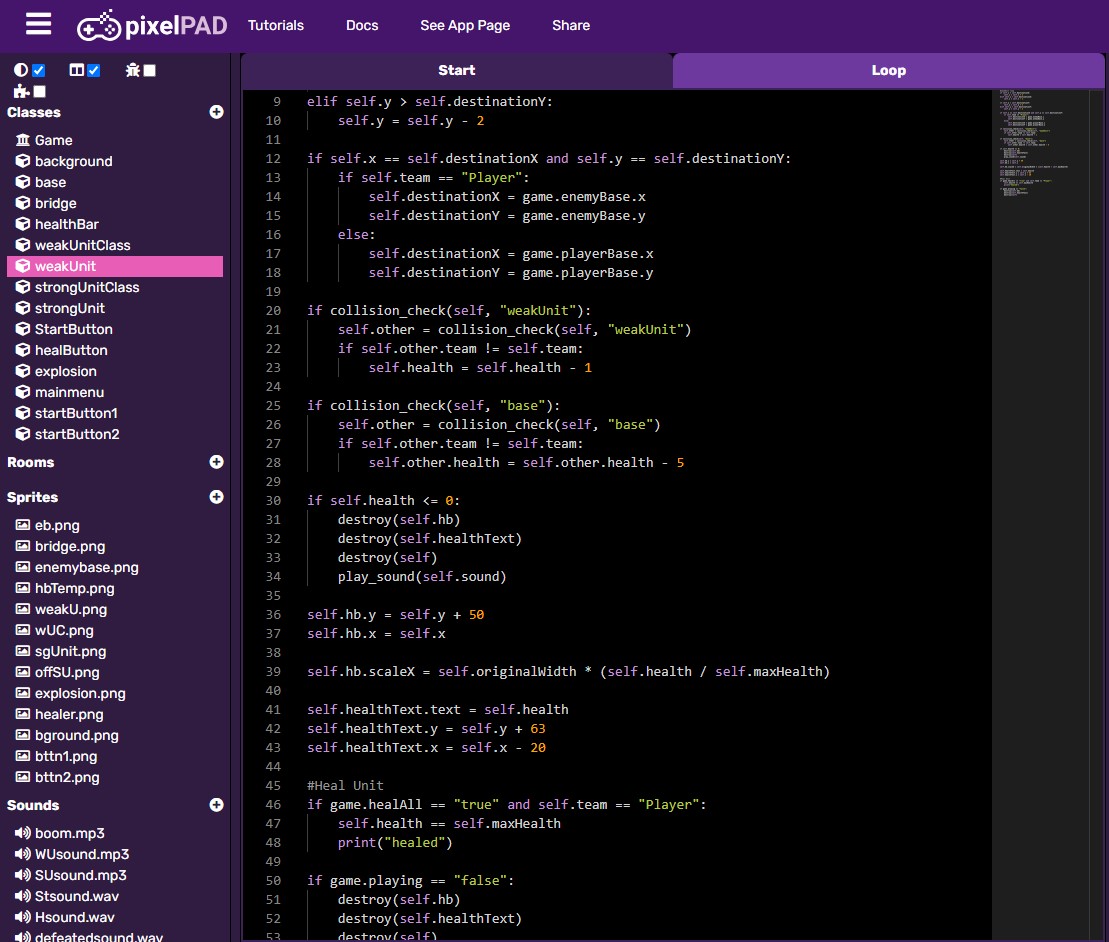 pixelPAD
Tutorials
Docs
See App Page
Share
Classes
Game
background
base
bridge
healthBar
weakUnitClass
weakUnit
strongUnitClass
strongUnit
StartButton
healButton
explosion
mainmenu
startButton1
startButton2
Rooms
Sprites
eb.png
bridge.png
enemybase.png
hbTemp.png
weakU.png
wUC.png
sgUnit.png
offSU.png
explosion.png
healer.png
bground.png
bttn1.png
bttn2.png
Sounds
boom.mp3
WUsound.mp3
SUsound.mp3
Stsound.wav
Hsound.wav
defeatedsound.wav
Start
Loop
9 elif self.y > self.destinationY:
10 self.y = self.y - 2
11
12 if self.x == self.destinationX and self.y == self.destinationY:
13 if self.team == "Player":
14 self.destinationX = game.enemyBase.x
15 self.destinationY = game.enemyBase.y
16 else:
17 self.destinationX = game.playerBase.x
18 self.destinationY = game.playerBase.y
19
20 if collision_check(self, "weakUnit"):
21 self.other = collision_check(self, "weakUnit")
22 if self.other.team != self.team:
23 self.health = self.health - 1
24
25 if collision_check(self, "base"):
26 self.other = collision_check(self, "base")
27 if self.other.team != self.team:
28 self.other.health = self.other.health - 5
29
30 if self.health <= 0:
31 destroy(self.hb)
32 destroy(self.healthText)
33 destroy(self)
34 play_sound(self.sound)
35
36 self.hb.y = self.y + 50
37 self.hb.x = self.x
38
39 self.hb.scaleX = self.originalWidth * (self.health / self.maxHealth)
40
41 self.healthText.text = self.health
42 self.healthText.y = self.y + 63
43 self.healthText.x = self.x - 20
44
45 #Heal Unit
46 if game.healAll == "true" and self.team == "Player":
47 self.health == self.maxHealth
48 print("healed")
49
50 if game.playing == "false":
51 destroy(self.hb)
52 destroy(self.healthText)
53 destroy(self)